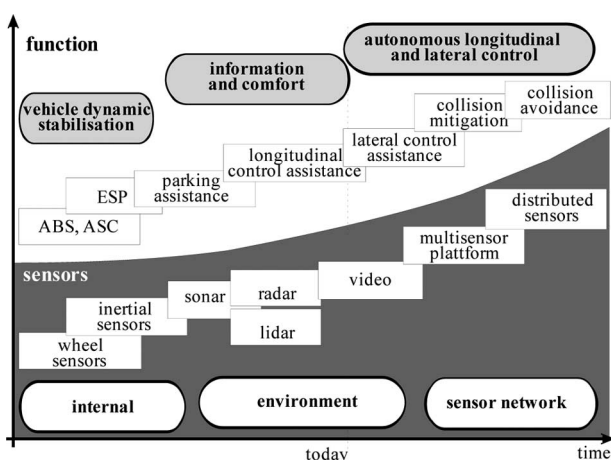 function
autonomous longitudinal
and lateral control
information
and comfort
vehicle dynamic
stabilisation
collision
avoidance
collision
mitigation
lateral control
assistance
longitudinal
control assistance
parking
assistance
ESP
ABS, ASC
sensors
distributed
sensors
multisensor
plattform
video
radar
sonar
lidar
inertial
sensors
wheel
sensors
internal
environment
sensor network
today
time